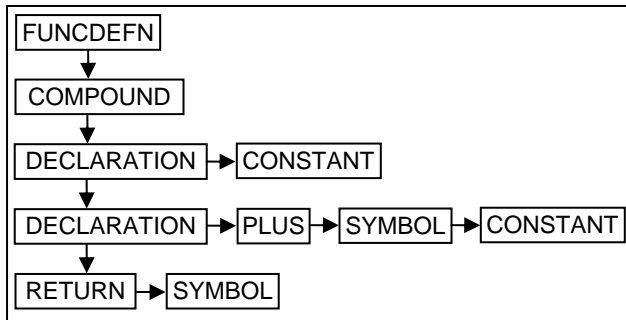 FUNCDEFN
COMPOUND
DECLARATION CONSTANT
DECLARATION PLUS SYMBOL CONSTANT
RETURN SYMBOL